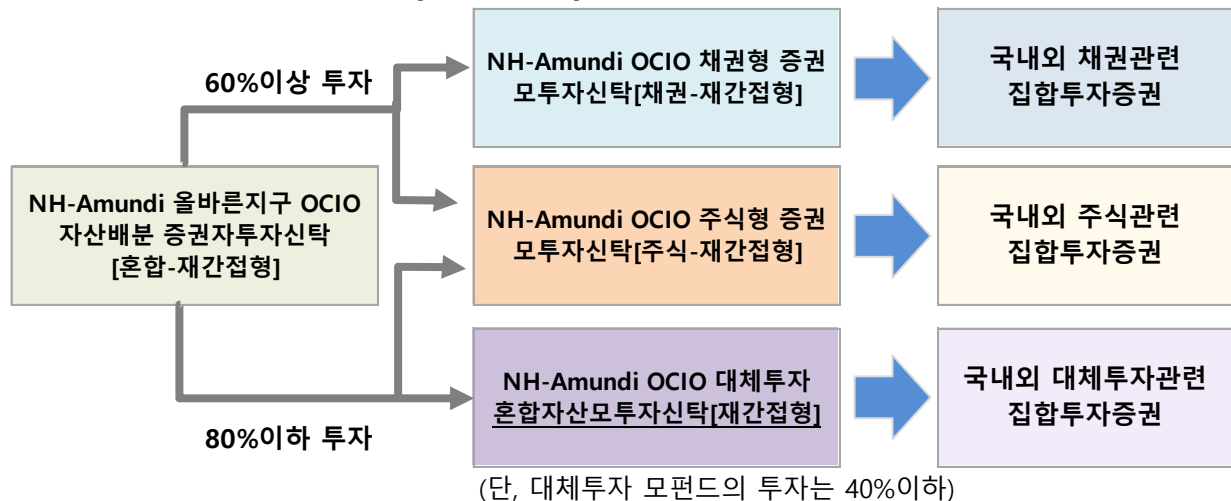 60%이상 투자
NH-Amundi 올바른지구 OCIO
자산배분 증권자투자신탁
[혼합-재간접형]
80%이하 투자
NH-Amundi OCIO 채권형 증권
모투자신탁[채권-재간접형]
국내외 채권관련
집합투자증권
NH-Amundi OCIO 주식형 증권
모투자신탁[주식-재간접형]
국내외 주식관련
집합투자증권
NH-Amundi OCIO 대체투자
혼합자산모투자신탁[재간접형]
국내외 대체투자관련
집합투자증권
(단, 대체투자 모펀드의 투자는 40%이하)